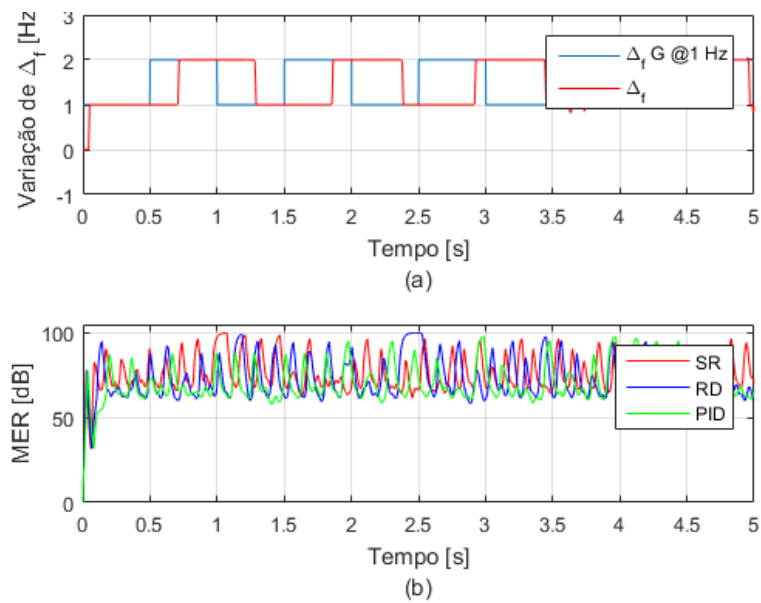 Variação de Δf [Hz]
3
2
1
0
-1
Δf G @1 Hz
Δf
0 0.5 1 1.5 2 2.5 3 3.5 4 4.5 5
Tempo [s]
(a)
MER [dB]
100
50
0
SR
RD
PID
0 0.5 1 1.5 2 2.5 3 3.5 4 4.5 5
Tempo [s]
(b)